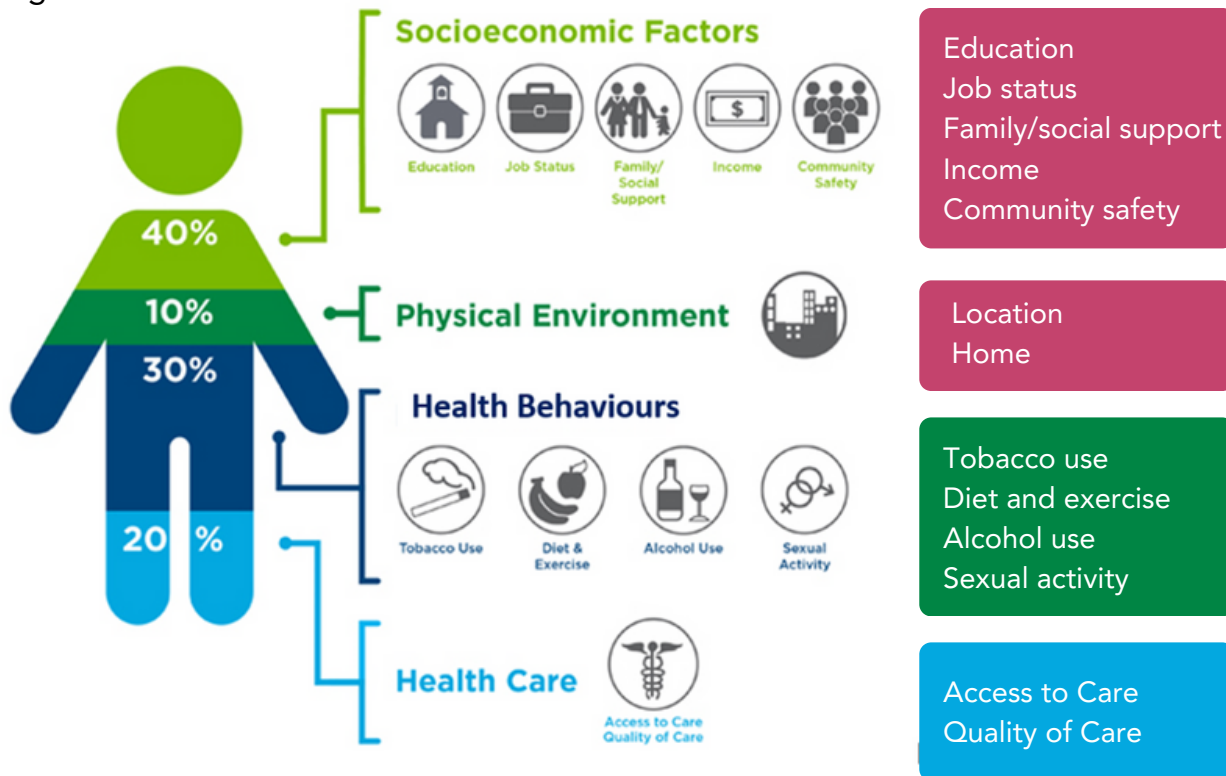 g
Socioeconomic Factors
Education
Job Status
Family/
Social
Support
Income
$
Community
Safety
40%
10%
Physical Environment
30%
Health Behaviours
Tobacco Use
Diet &
Exercise
Alcohol Use
Sexual
Activity
20 %
Health Care
Access to Care
Quality of Care
Education
Job status
Family/social support
Income
Community safety
Location
Home
Tobacco use
Diet and exercise
Alcohol use
Sexual activity
Access to Care
Quality of Care